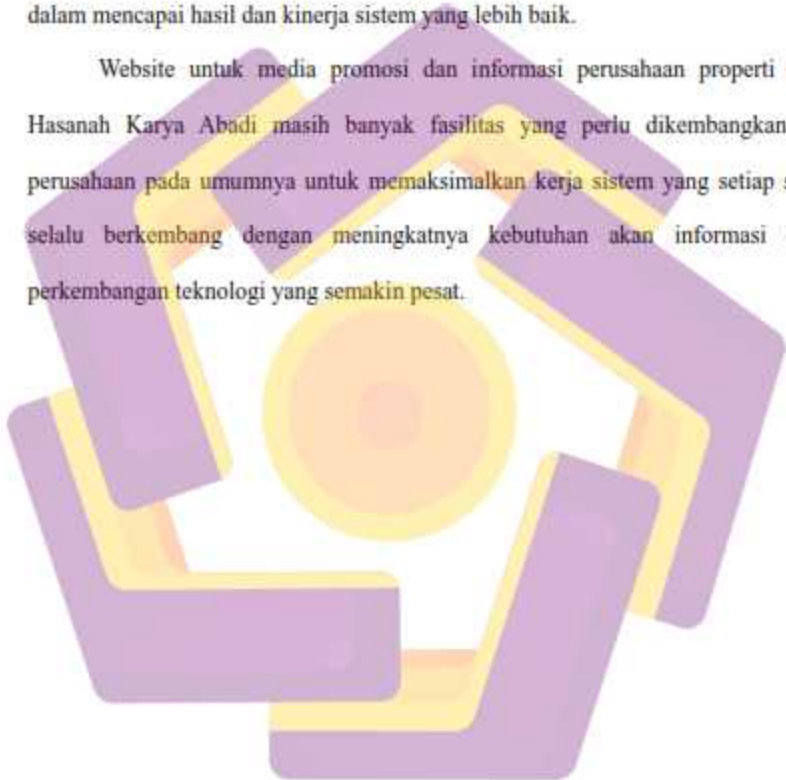 dalam mencapai hasil dan kinerja sistem yang lebih baik.
Website untuk media promosi dan informasi perusahaan properti
Hasanah Karya Abadi masih banyak fasilitas yang perlu dikembangkan
perusahaan pada umumnya untuk memaksimalkan kerja sistem yang setiap
selalu berkembang dengan meningkatnya kebutuhan akan informasi
perkembangan teknologi yang semakin pesat.